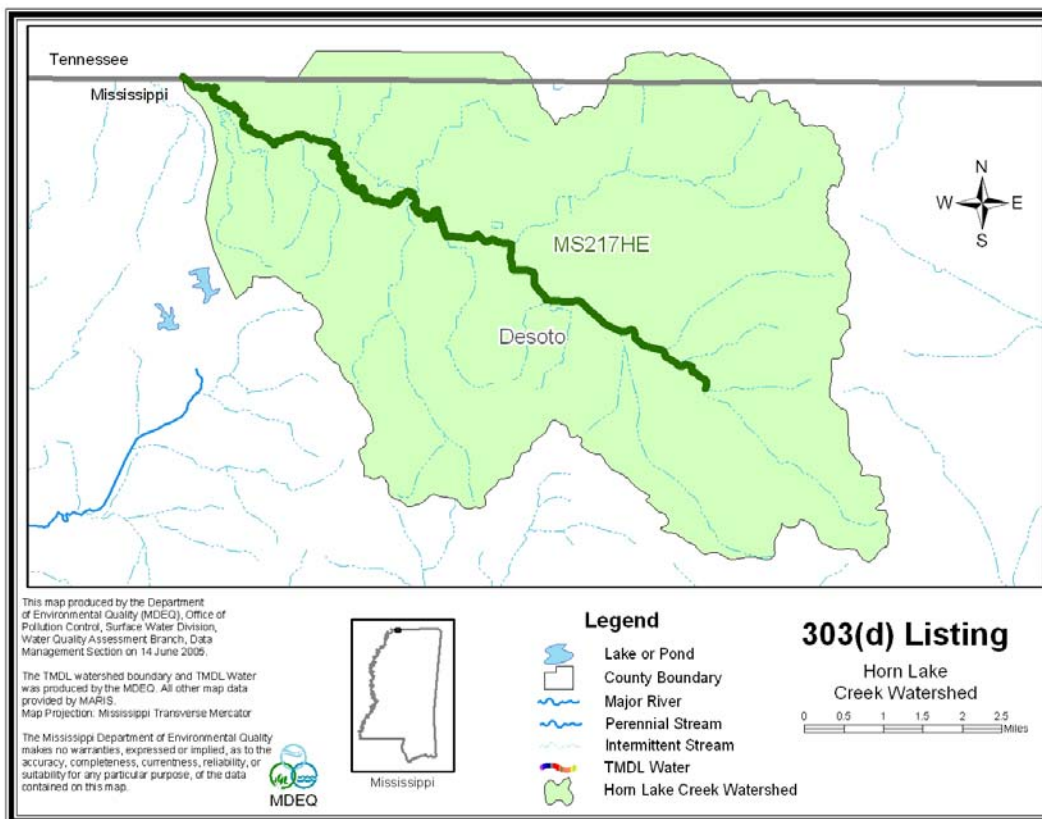 Tennessee
Mississippi
N
W E
S
MS217HE
Desoto
This map produced by the Department
of Environmental Quality (MDEQ), Office of
Pollution Control, Surface Water Division,
Water Quality Assessment Branch, Data
Management Section on 14 June 2005.
The TMDL watershed boundary and TMDL Water
was produced by the MDEQ. All other map data
provided by MARIS.
Map Projection: Mississippi Transverse Mercator
The Mississippi Department of Environmental Quality
makes no warranties, expressed or implied, as to the
accuracy, completeness, currentness, reliability, or
suitability for any particular purpose, of the data
contained on this map.
MDEQ
Mississippi
Legend
Lake or Pond
County Boundary
Major River
Perennial Stream
Intermittent Stream
TMDL Water
Horn Lake Creek Watershed
303(d) Listing
Horn Lake
Creek Watershed
0 0.5 1 1.5 2 2.5
Miles